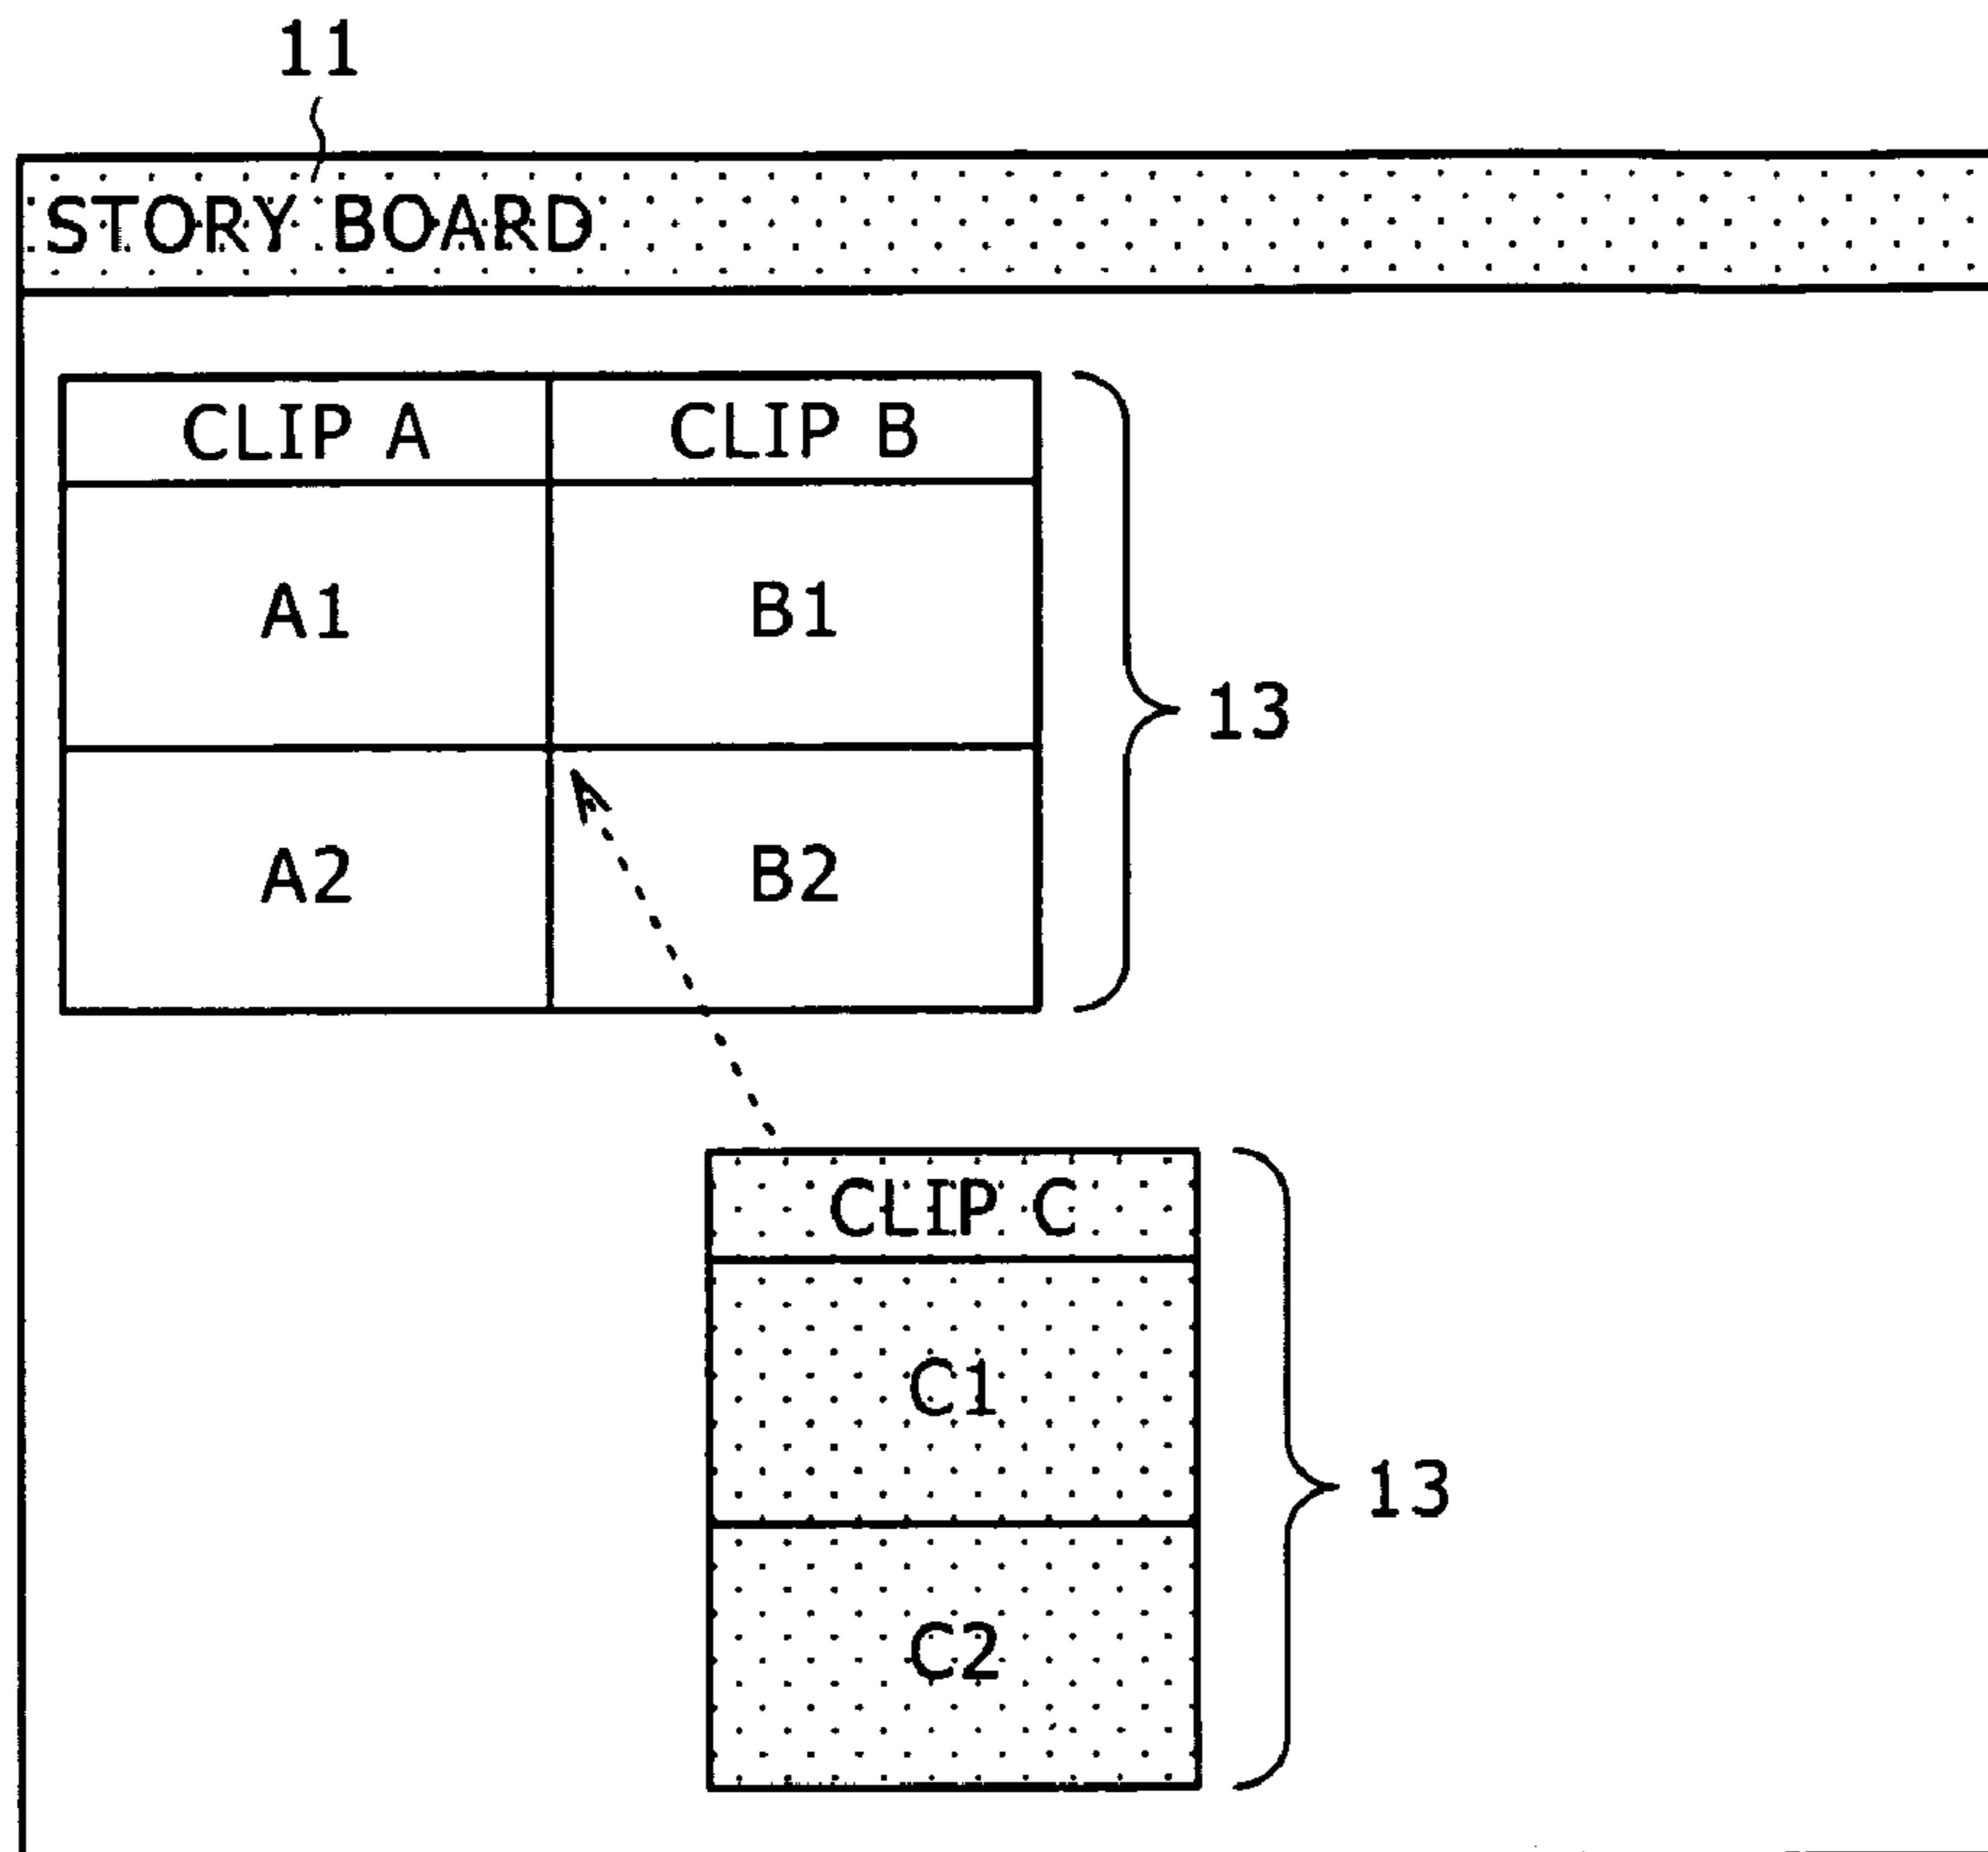 11
STORY BOARD
CLIP A CLIP B
A1 B1
13
A2 B2
CLIP C
C1
13
C2